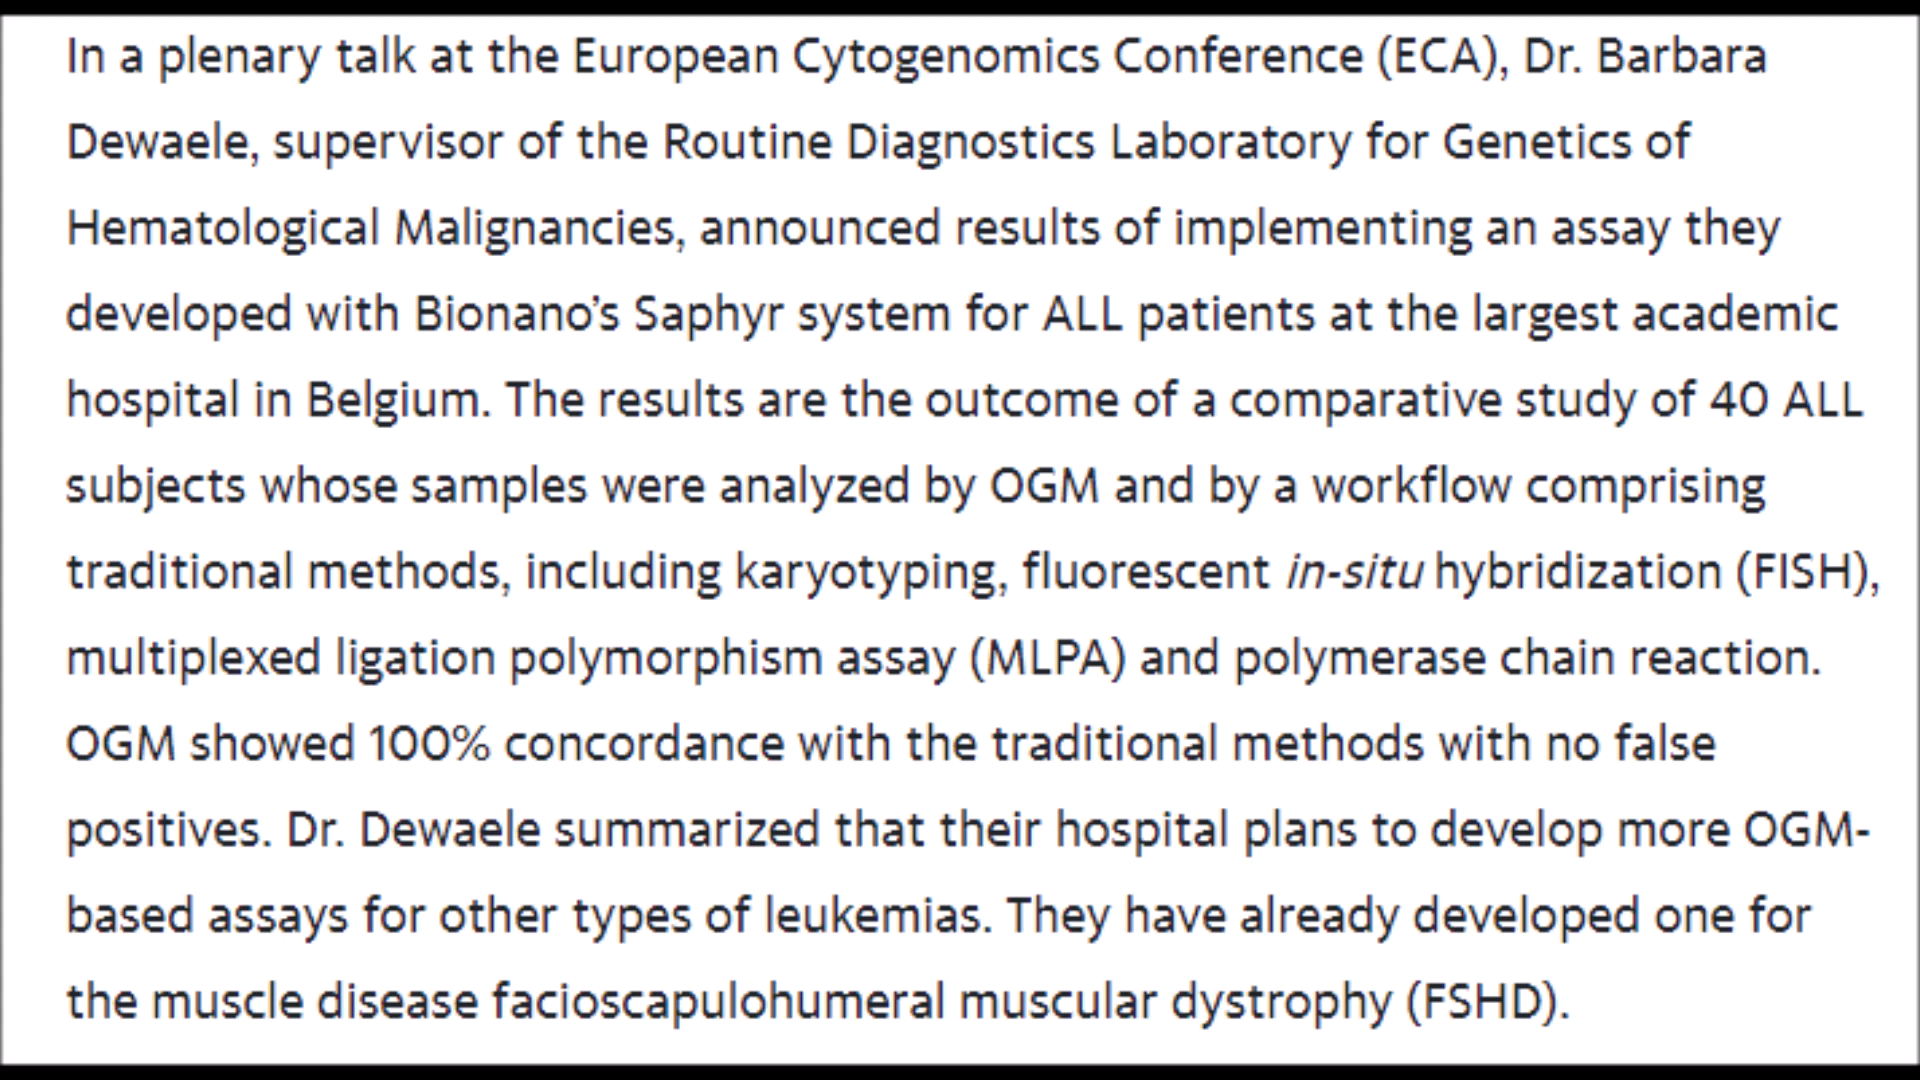 In a plenary talk at the European Cytogenomics Conference (ECA), Dr. Barbara
Dewaele, supervisor of the Routine Diagnostics Laboratory for Genetics of
Hematological Malignancies, announced results of implementing an assay they
developed with Bionano’s Saphyr system for ALL patients at the largest academic
hospital in Belgium. The results are the outcome of a comparative study of 40 ALL
subjects whose samples were analyzed by OGM and by a workflow comprising
traditional methods, including karyotyping, fluorescent in-situ hybridization (FISH),
multiplexed ligation polymorphism assay (MLPA) and polymerase chain reaction.
OGM showed 100% concordance with the traditional methods with no false
positives. Dr. Dewaele summarized that their hospital plans to develop more OGM-
based assays for other types of leukemias. They have already developed one for
the muscle disease facioscapulohumeral muscular dystrophy (FSHD).